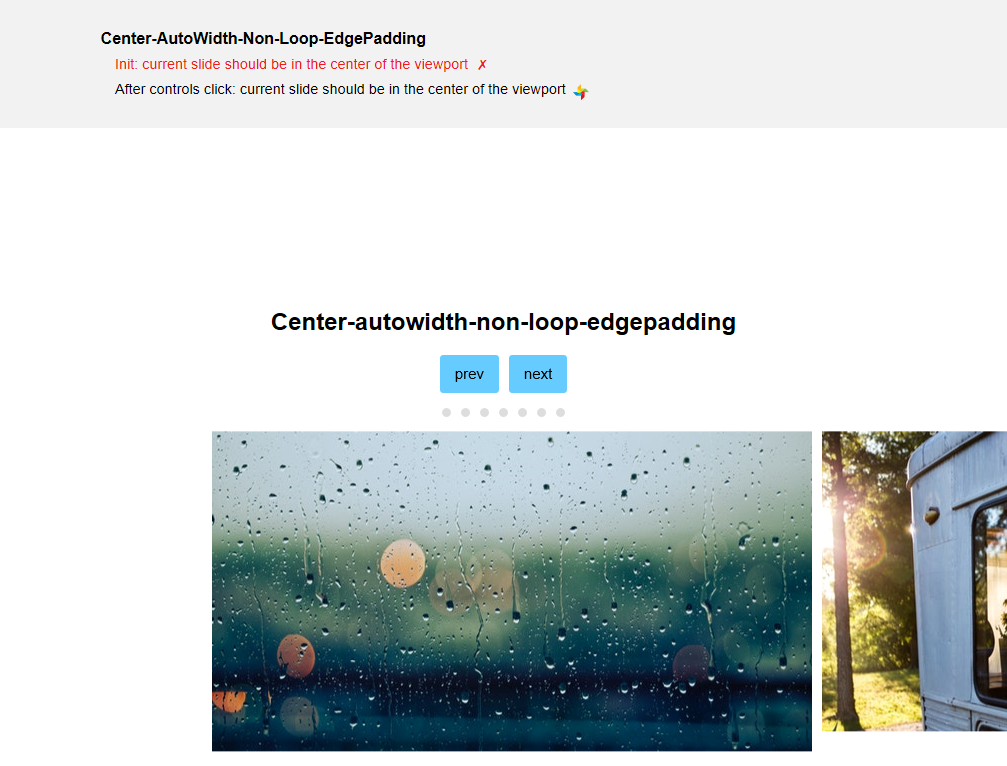 Center-AutoWidth-Non-Loop-EdgePadding
Init: current slide should be in the center of the viewport ✗
After controls click: current slide should be in the center of the viewport
Center-autowidth-non-loop-edgepadding
prev next